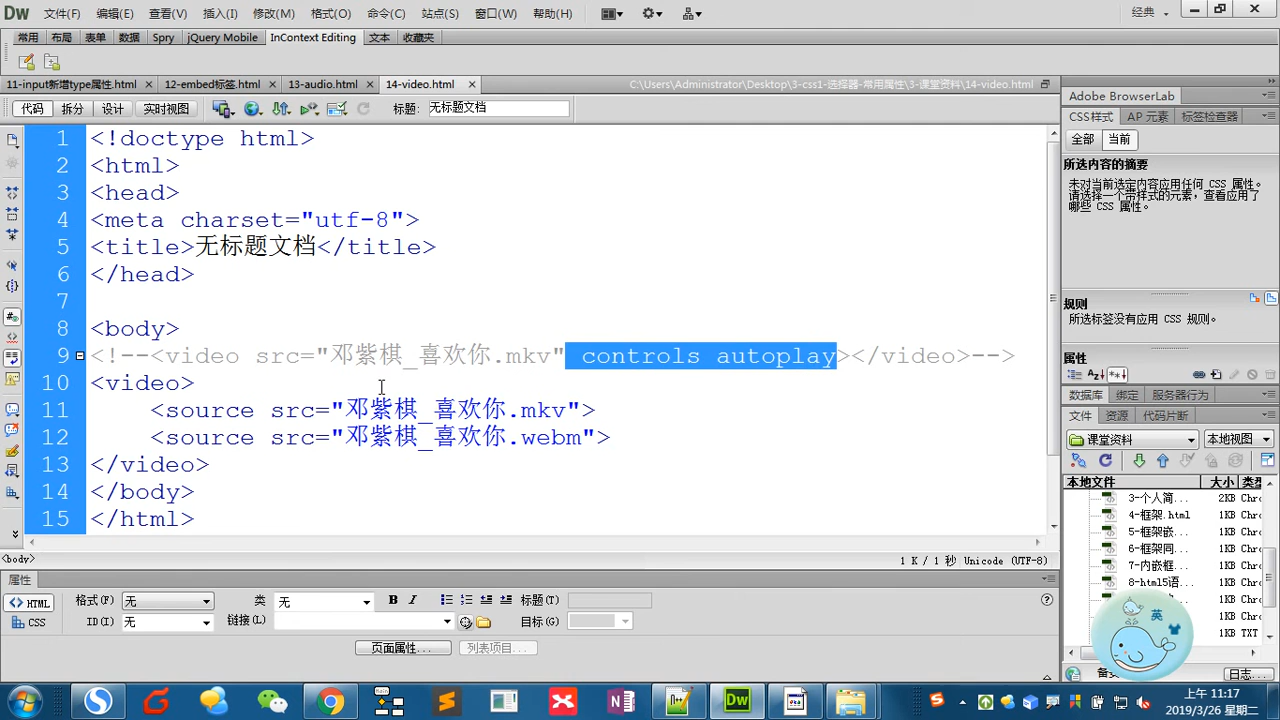 Dw 文件(F) 编辑(E) 查看(V) 插入(I) 修改(M) 格式(O) 命令(C) 站点(S) 窗口(W) 帮助(H) 经典
常用 布局 表单 数据 Spry jQuery Mobile InContext Editing 文本 收藏夹
11-input新增type属性.html 12-embed标签.html 13-audio.html 14-video.html C:\Users\Administrator\Desktop\3-css1-选择器-常用属性\3-课堂资料\14-video.html
代码 拆分 设计 实时视图 标题: 无标题文档
1 <!doctype html>
2 <html>
3 <head>
4 <meta charset="utf-8">
5 <title>无标题文档</title>
6 </head>
7
8 <body>
9 <!--<video src="邓紫棋_喜欢你.mkv" controls autoplay></video>-->
10 <video>
11 <source src="邓紫棋_喜欢你.mkv">
12 <source src="邓紫棋_喜欢你.webm">
13 </video>
14 </body>
15 </html>
<body> 1 K / 1 秒 Unicode (UTF-8)
属性
<> HTML 格式(F) 无 类 无 B I 标题(T)
CSS ID(I) 无 链接(L) 目标(G)
页面属性... 列表项目...
Adobe BrowserLab
CSS样式 AP 元素 标签检查器
全部 当前
所选内容的摘要
未对当前选定内容应用任何 CSS 属性。
请选择一个带样式的元素，查看应用了
哪些 CSS 属性。
规则
所选标签没有应用 CSS 规则。
属性
数据库 绑定 服务器行为
文件 资源 代码片断
课堂资料 本地视图
本地文件 大小 类型
3-个人简... 2KB Chro
4-框架.html 1KB Chro
5-框架嵌... 1KB Chro
6-框架同... 1KB Chro
7-内嵌框... 1KB Chro
8-html5语... 1KB Chro
1KB Chro
1KB Chro
1KB TXT
英
日志...
Dw
上午 11:17
2019/3/26 星期二